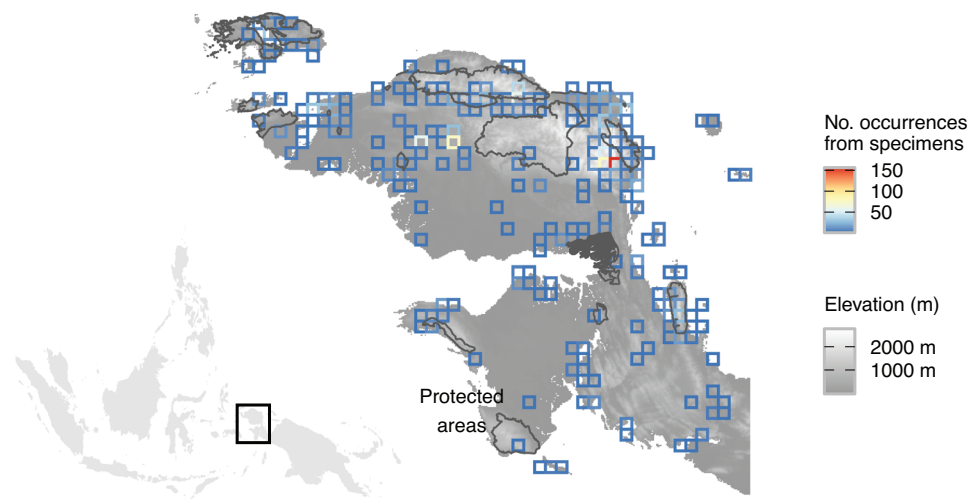 No. occurrences
from specimens
150
100
50
Elevation (m)
2000 m
1000 m
Protected
areas